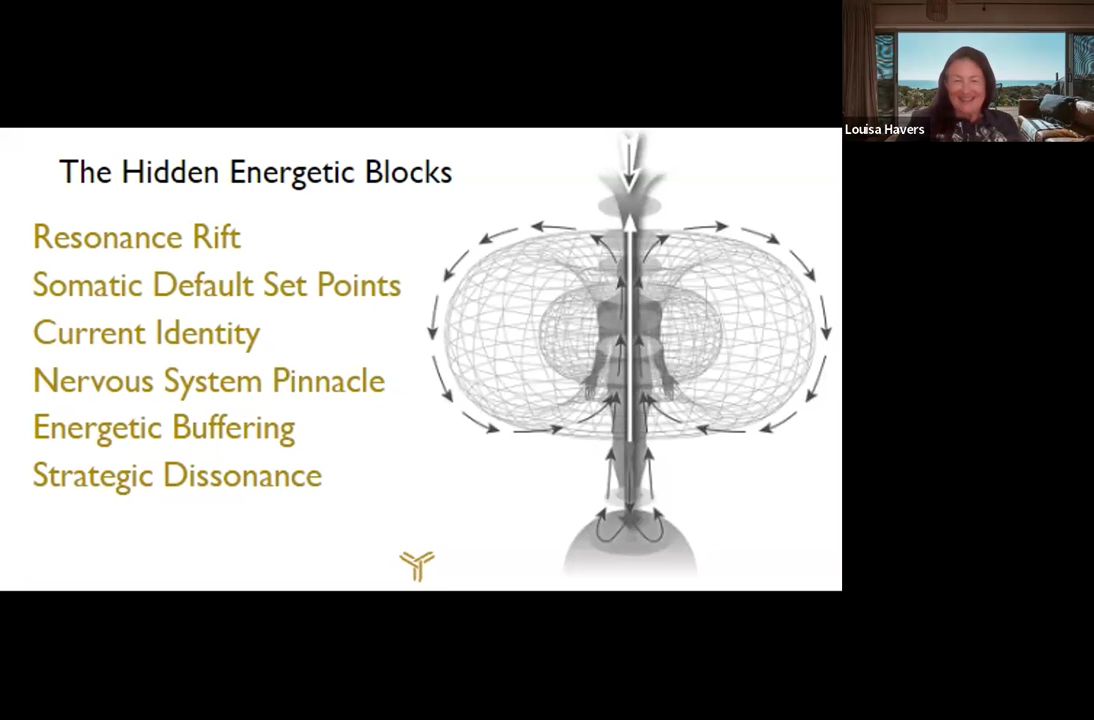 Louisa Havers
The Hidden Energetic Blocks
Resonance Rift
Somatic Default Set Points
Current Identity
Nervous System Pinnacle
Energetic Buffering
Strategic Dissonance